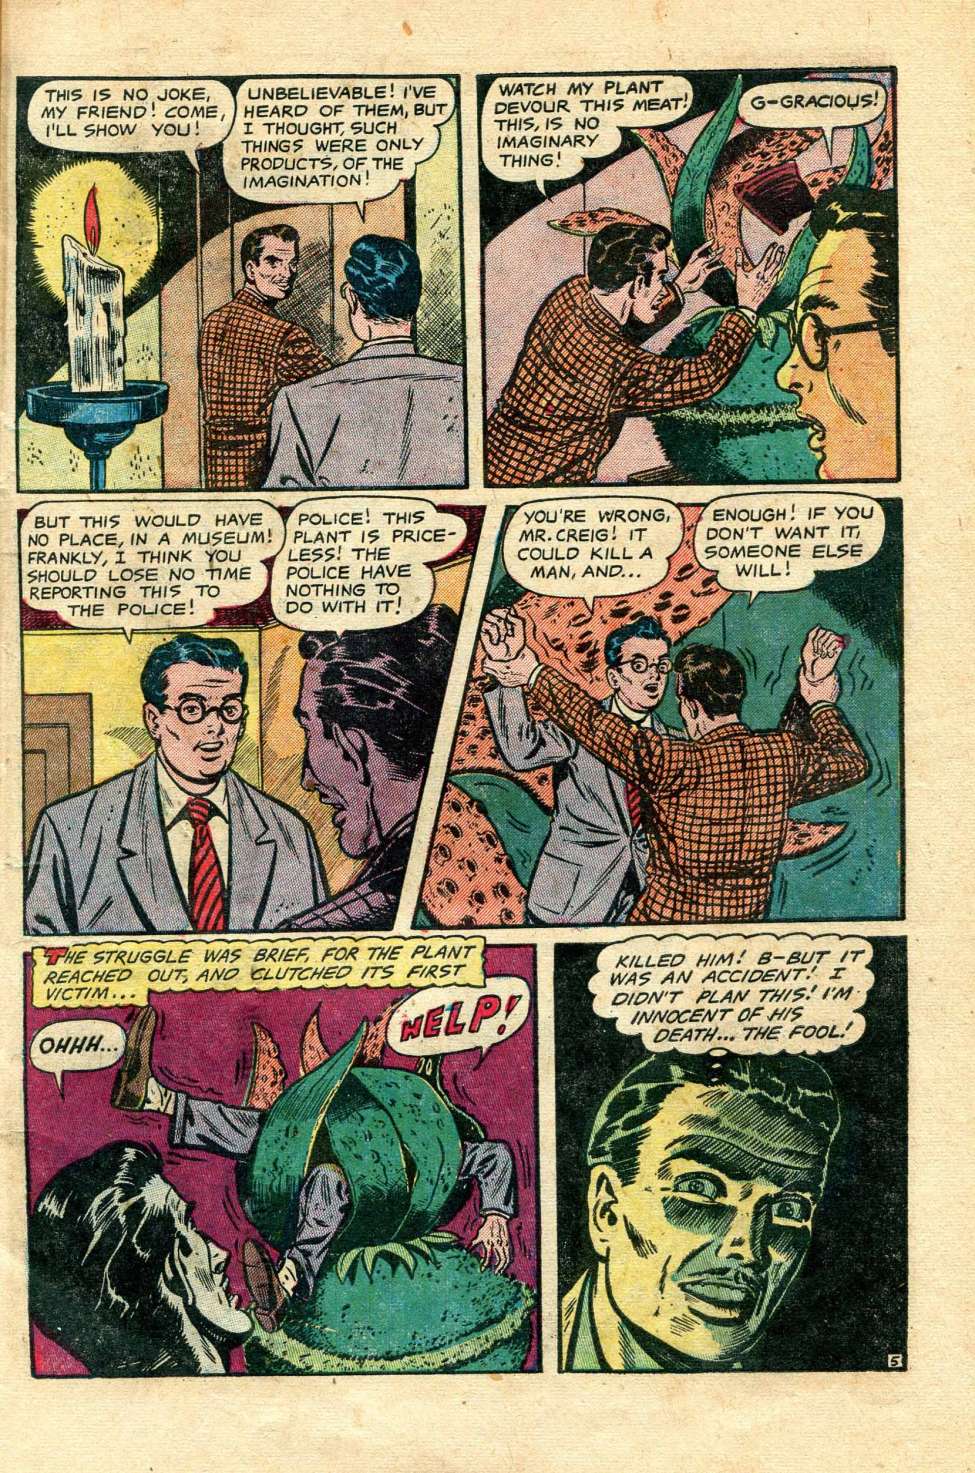 THIS IS NO JOKE,
MY FRIEND! COME,
I'LL SHOW YOU!
UNBELIEVABLE! I'VE
HEARD OF THEM, BUT
I THOUGHT, SUCH
THINGS WERE ONLY
PRODUCTS, OF THE
IMAGINATION!
WATCH MY PLANT
DEVOUR THIS MEAT!
THIS, IS NO
IMAGINARY
THING!
G-GRACIOUS!
BUT THIS WOULD HAVE
NO PLACE, IN A MUSEUM!
FRANKLY, I THINK YOU
SHOULD LOSE NO TIME
REPORTING THIS TO
THE POLICE!
POLICE! THIS
PLANT IS PRICE-
LESS! THE
POLICE HAVE
NOTHING TO
DO WITH IT!
YOU'RE WRONG,
MR. CREIG! IT
COULD KILL A
MAN, AND...
ENOUGH! IF YOU
DON'T WANT IT,
SOMEONE ELSE
WILL!
THE STRUGGLE WAS BRIEF, FOR THE PLANT
REACHED OUT, AND CLUTCHED ITS FIRST
VICTIM...
OHHH...
HELP!
KILLED HIM! B-BUT IT
WAS AN ACCIDENT! I
DIDN'T PLAN THIS! I'M
INNOCENT OF HIS
DEATH... THE FOOL!
5